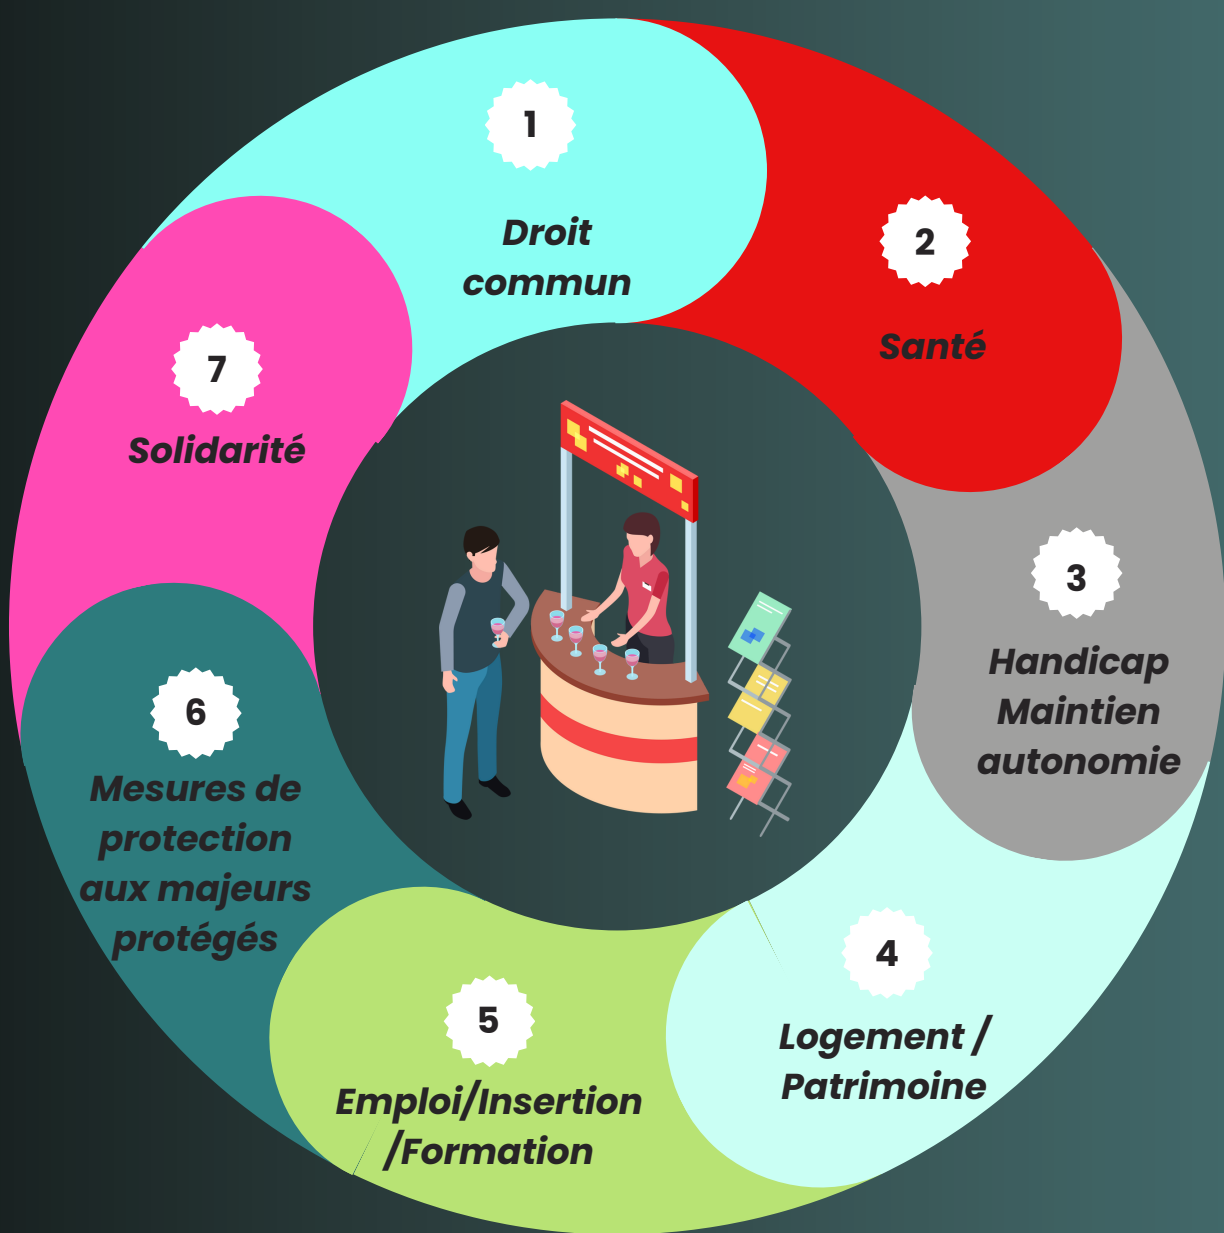 1
Droit
commun
2
Santé
3
Handicap
Maintien
autonomie
4
Logement /
Patrimoine
5
Emploi/Insertion
/Formation
6
Mesures de
protection
aux majeurs
protégés
7
Solidarité